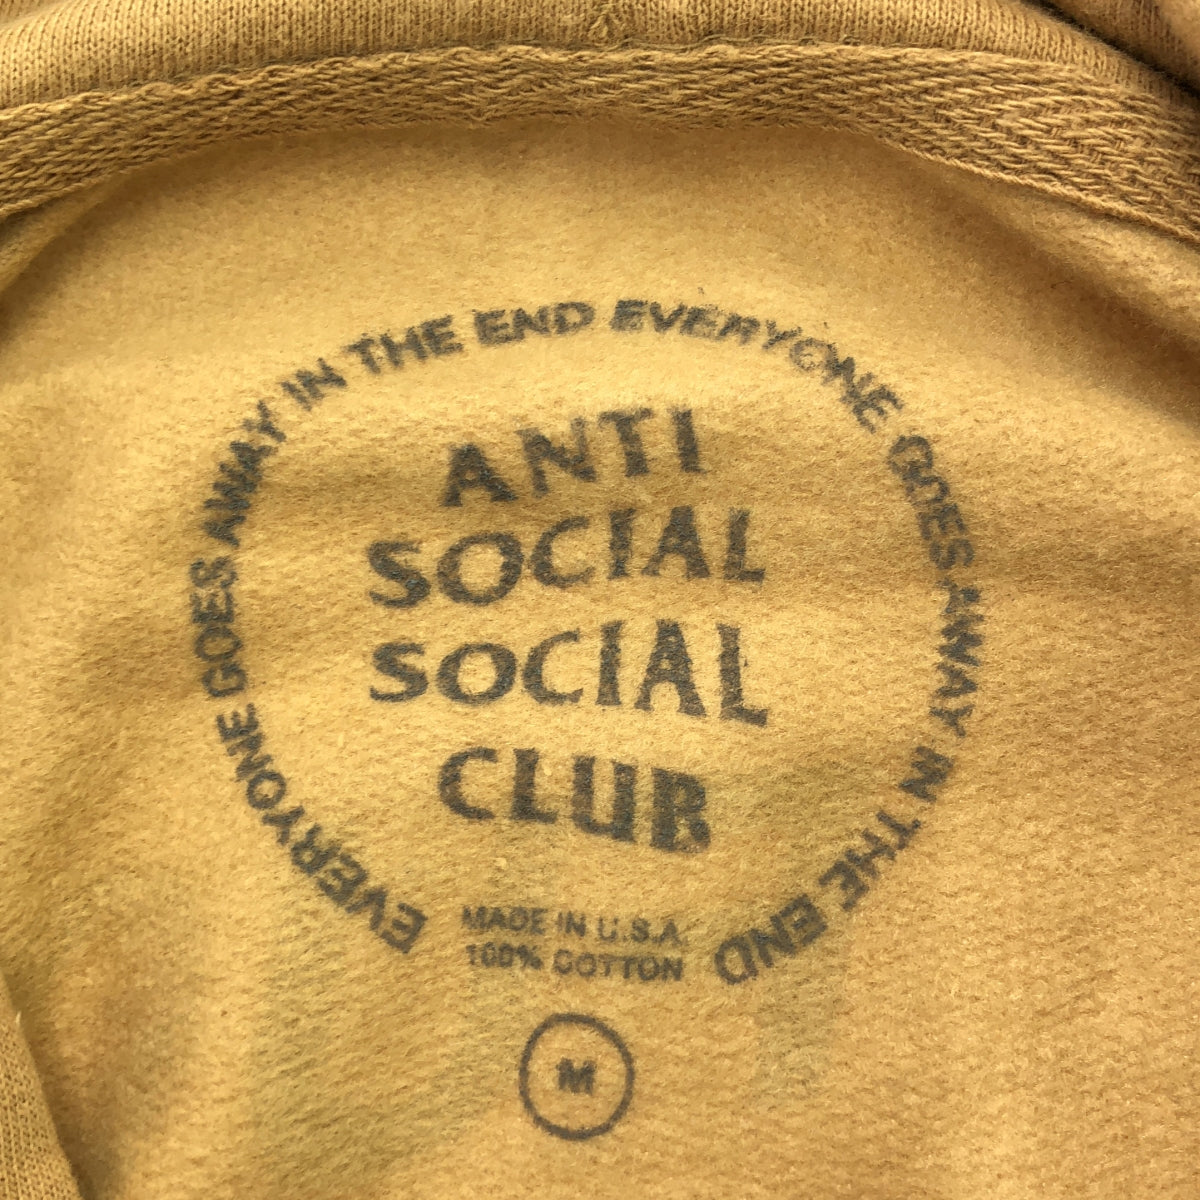 EVERYONE GOES AWAY IN THE END EVERYONE GOES AWAY IN THE END
ANTI
SOCIAL
SOCIAL
CLUB
MADE IN U.S.A.
100% COTTON
M